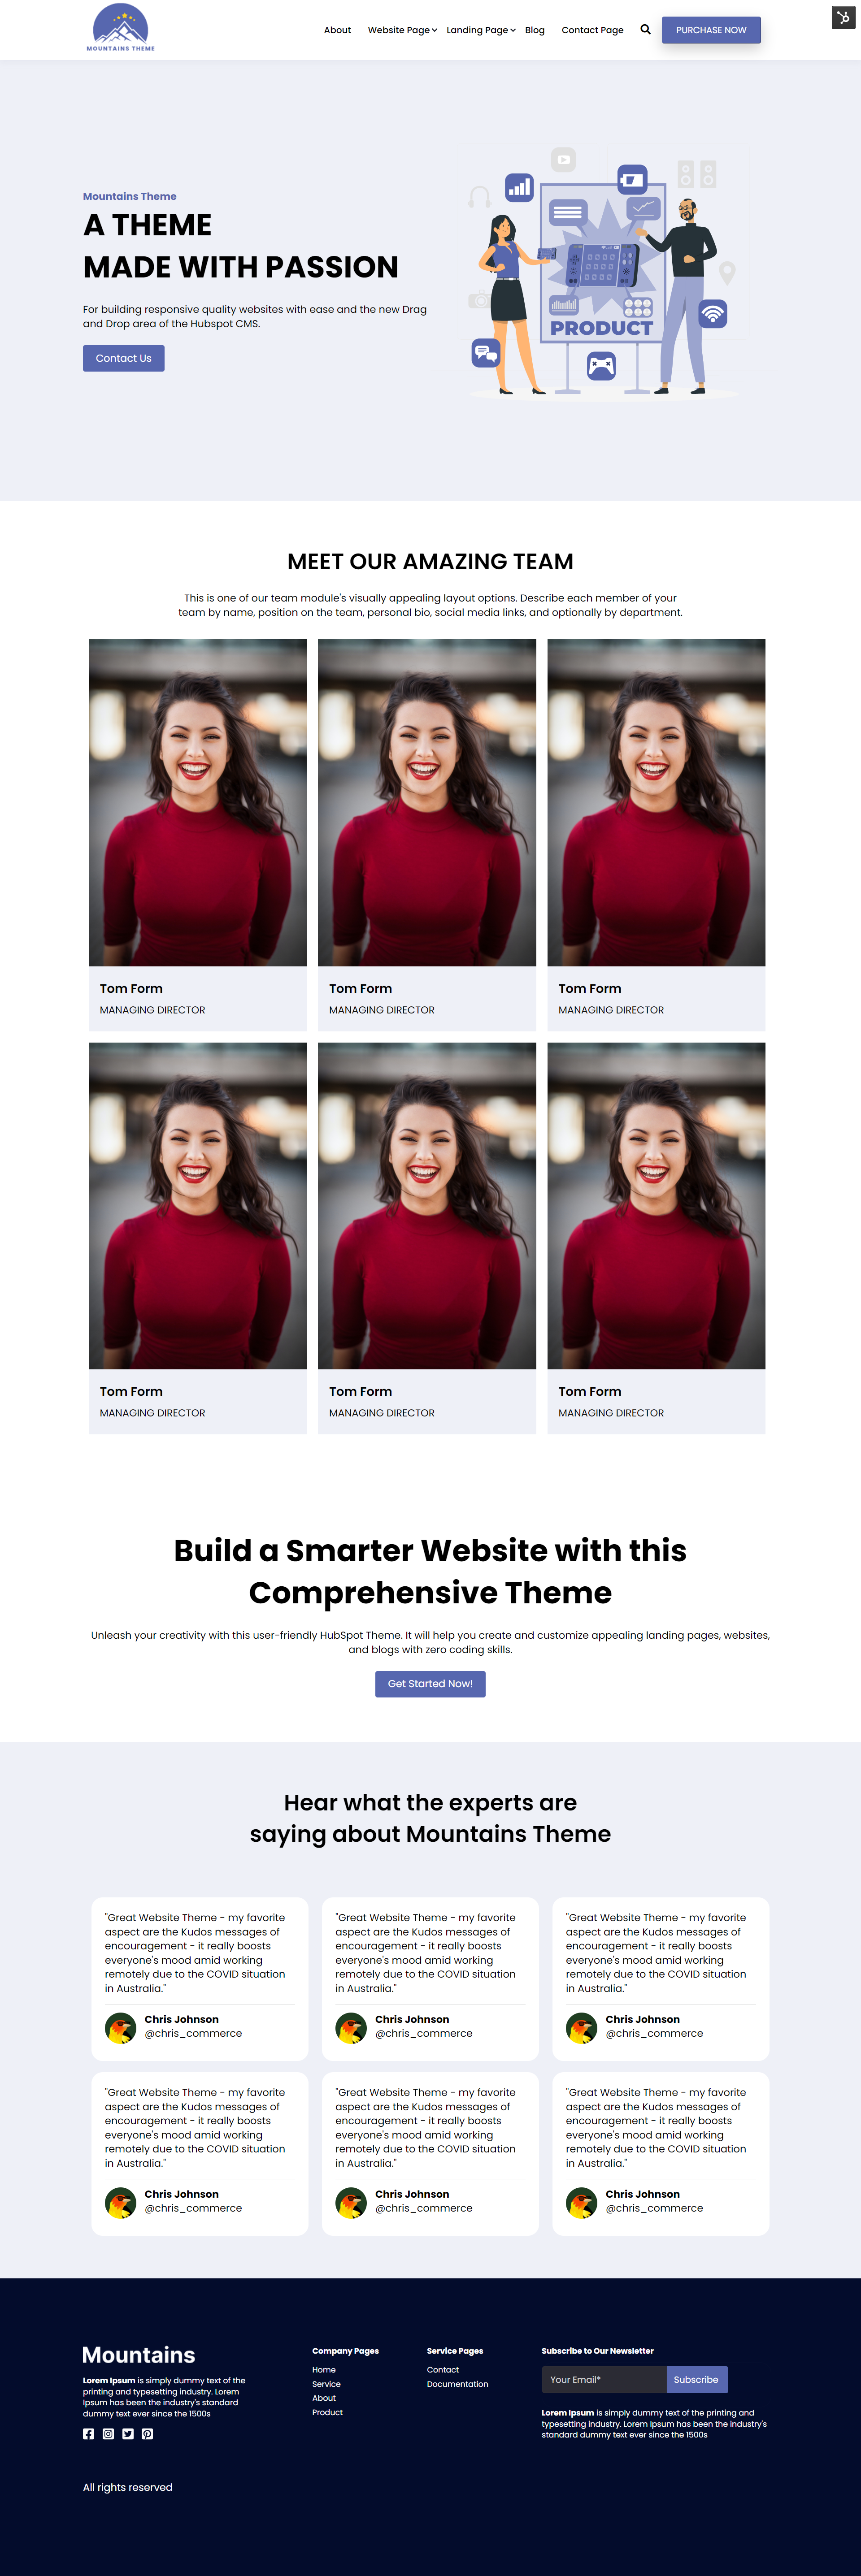 MOUNTAINS THEME
About
Website Page
Landing Page
Blog
Contact Page
PURCHASE NOW
Mountains Theme
A THEME
MADE WITH PASSION
For building responsive quality websites with ease and the new Drag
and Drop area of the Hubspot CMS.
Contact Us
PRODUCT
MEET OUR AMAZING TEAM
This is one of our team module's visually appealing layout options. Describe each member of your
team by name, position on the team, personal bio, social media links, and optionally by department.
Tom Form
MANAGING DIRECTOR
Tom Form
MANAGING DIRECTOR
Tom Form
MANAGING DIRECTOR
Tom Form
MANAGING DIRECTOR
Tom Form
MANAGING DIRECTOR
Tom Form
MANAGING DIRECTOR
Build a Smarter Website with this
Comprehensive Theme
Unleash your creativity with this user-friendly HubSpot Theme. It will help you create and customize appealing landing pages, websites,
and blogs with zero coding skills.
Get Started Now!
Hear what the experts are
saying about Mountains Theme
"Great Website Theme - my favorite
aspect are the Kudos messages of
encouragement - it really boosts
everyone's mood amid working
remotely due to the COVID situation
in Australia."
Chris Johnson
@chris_commerce
"Great Website Theme - my favorite
aspect are the Kudos messages of
encouragement - it really boosts
everyone's mood amid working
remotely due to the COVID situation
in Australia."
Chris Johnson
@chris_commerce
"Great Website Theme - my favorite
aspect are the Kudos messages of
encouragement - it really boosts
everyone's mood amid working
remotely due to the COVID situation
in Australia."
Chris Johnson
@chris_commerce
"Great Website Theme - my favorite
aspect are the Kudos messages of
encouragement - it really boosts
everyone's mood amid working
remotely due to the COVID situation
in Australia."
Chris Johnson
@chris_commerce
"Great Website Theme - my favorite
aspect are the Kudos messages of
encouragement - it really boosts
everyone's mood amid working
remotely due to the COVID situation
in Australia."
Chris Johnson
@chris_commerce
"Great Website Theme - my favorite
aspect are the Kudos messages of
encouragement - it really boosts
everyone's mood amid working
remotely due to the COVID situation
in Australia."
Chris Johnson
@chris_commerce
Mountains
Lorem Ipsum is simply dummy text of the
printing and typesetting industry. Lorem
Ipsum has been the industry's standard
dummy text ever since the 1500s
Company Pages
Home
Service
About
Product
Service Pages
Contact
Documentation
Subscribe to Our Newsletter
Your Email*
Subscribe
Lorem Ipsum is simply dummy text of the printing and
typesetting industry. Lorem Ipsum has been the industry's
standard dummy text ever since the 1500s
All rights reserved